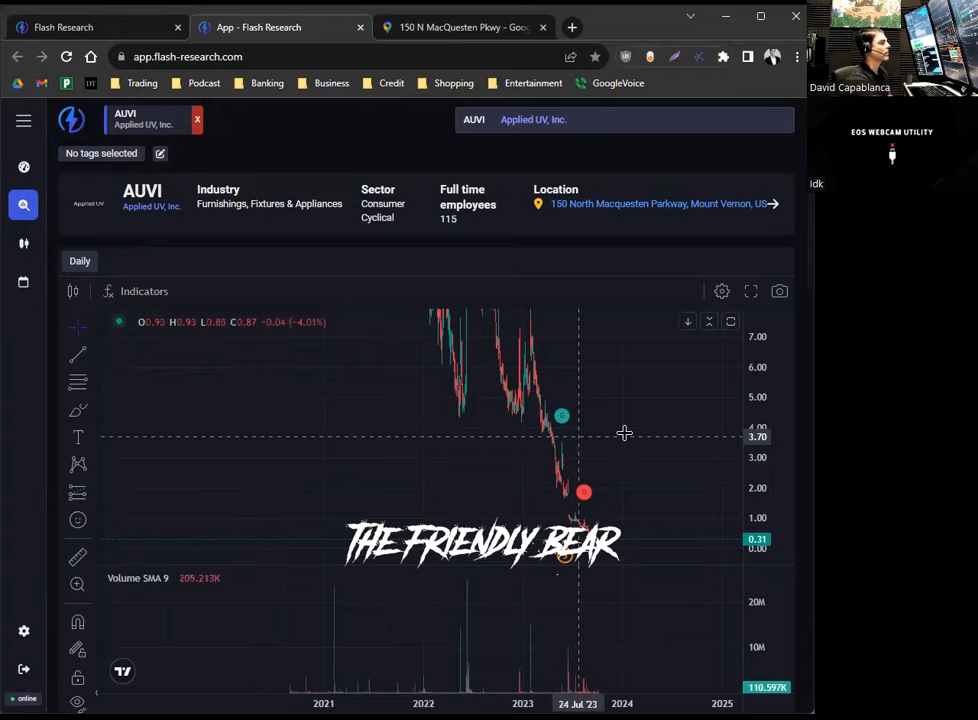 Flash Research
App - Flash Research
150 N MacQuesten Pkwy - Goo
app.flash-research.com
Trading
Podcast
Banking
Business
Credit
Shopping
Entertainment
GoogleVoice
David Capablanca
EOS WEBCAM UTILITY
Idk
AUVI
Applied UV, Inc.
X
AUVI Applied UV, Inc.
No tags selected
Applied UV
AUVI
Applied UV, Inc.
Industry
Furnishings, Fixtures & Appliances
Sector
Consumer
Cyclical
Full time
employees
115
Location
150 North Macquesten Parkway, Mount Vernon, US
Daily
Indicators
O0.93 H0.93 L0.86 C0.87 -0.04 (-4.01%)
7.00
6.00
5.00
4.00
3.70
3.00
2.00
1.00
0.31
0.00
G
G
THE FRIENDLY BEAR
Volume SMA 9 205.213K
20M
10M
110.597K
online
2021
2022
2023
24 Jul '23
2024
2025